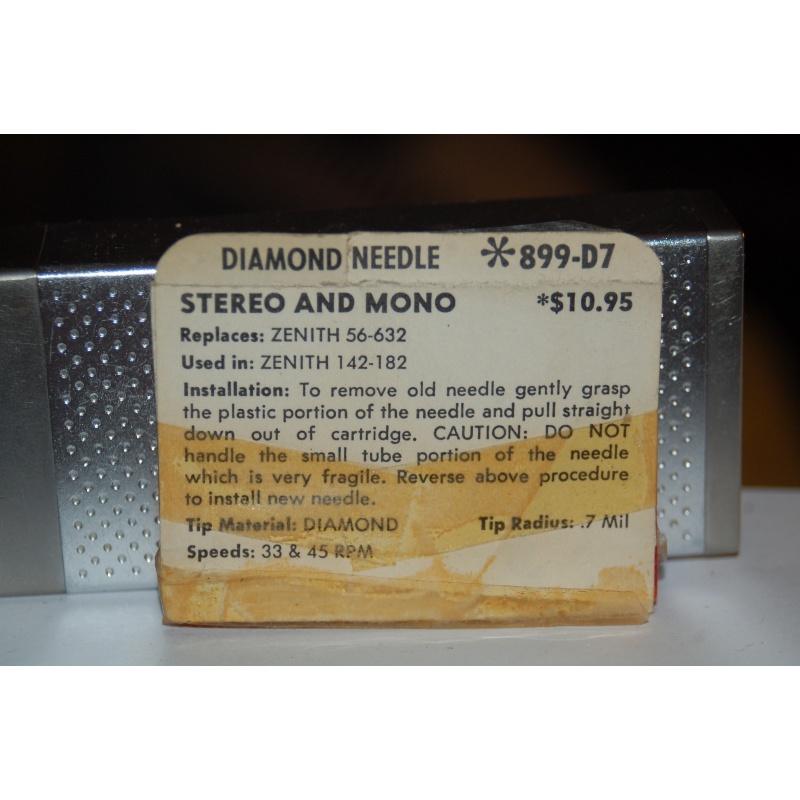 DIAMOND NEEDLE *899-D7
STEREO AND MONO *$10.95
Replaces: ZENITH 56-632
Used in: ZENITH 142-182
Installation: To remove old needle gently grasp
the plastic portion of the needle and pull straight
down out of cartridge. CAUTION: DO NOT
handle the small tube portion of the needle
which is very fragile. Reverse above procedure
to install new needle.
Tip Material: DIAMOND Tip Radius: .7 Mil
Speeds: 33 & 45 RPM